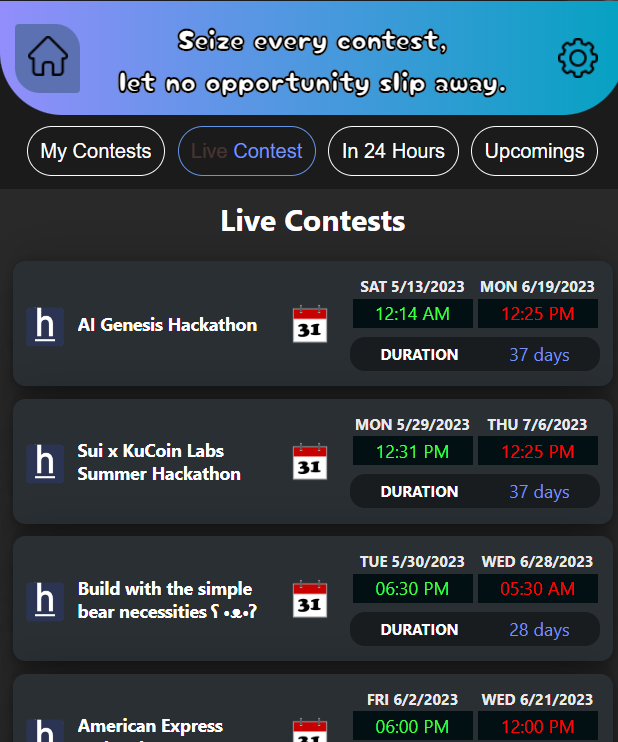 Seize every contest,
let no opportunity slip away.
My Contests
Live Contest
In 24 Hours
Upcomings
Live Contests
h
AI Genesis Hackathon
31
SAT 5/13/2023
MON 6/19/2023
12:14 AM
12:25 PM
DURATION
37 days
h
Sui x KuCoin Labs
Summer Hackathon
31
MON 5/29/2023
THU 7/6/2023
12:31 PM
12:25 PM
DURATION
37 days
h
Build with the simple
bear necessities ʕ •ᴥ•ʔ
31
TUE 5/30/2023
WED 6/28/2023
06:30 PM
05:30 AM
DURATION
28 days
h
American Express
31
FRI 6/2/2023
WED 6/21/2023
06:00 PM
12:00 PM